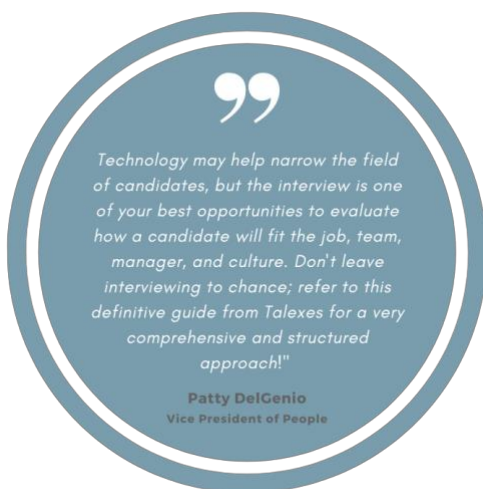 ”
Technology may help narrow the field
of candidates, but the interview is one
of your best opportunities to evaluate
how a candidate will fit the job, team,
manager, and culture. Don't leave
interviewing to chance; refer to this
definitive guide from Talexes for a very
comprehensive and structured
approach!"
Patty DelGenio
Vice President of People